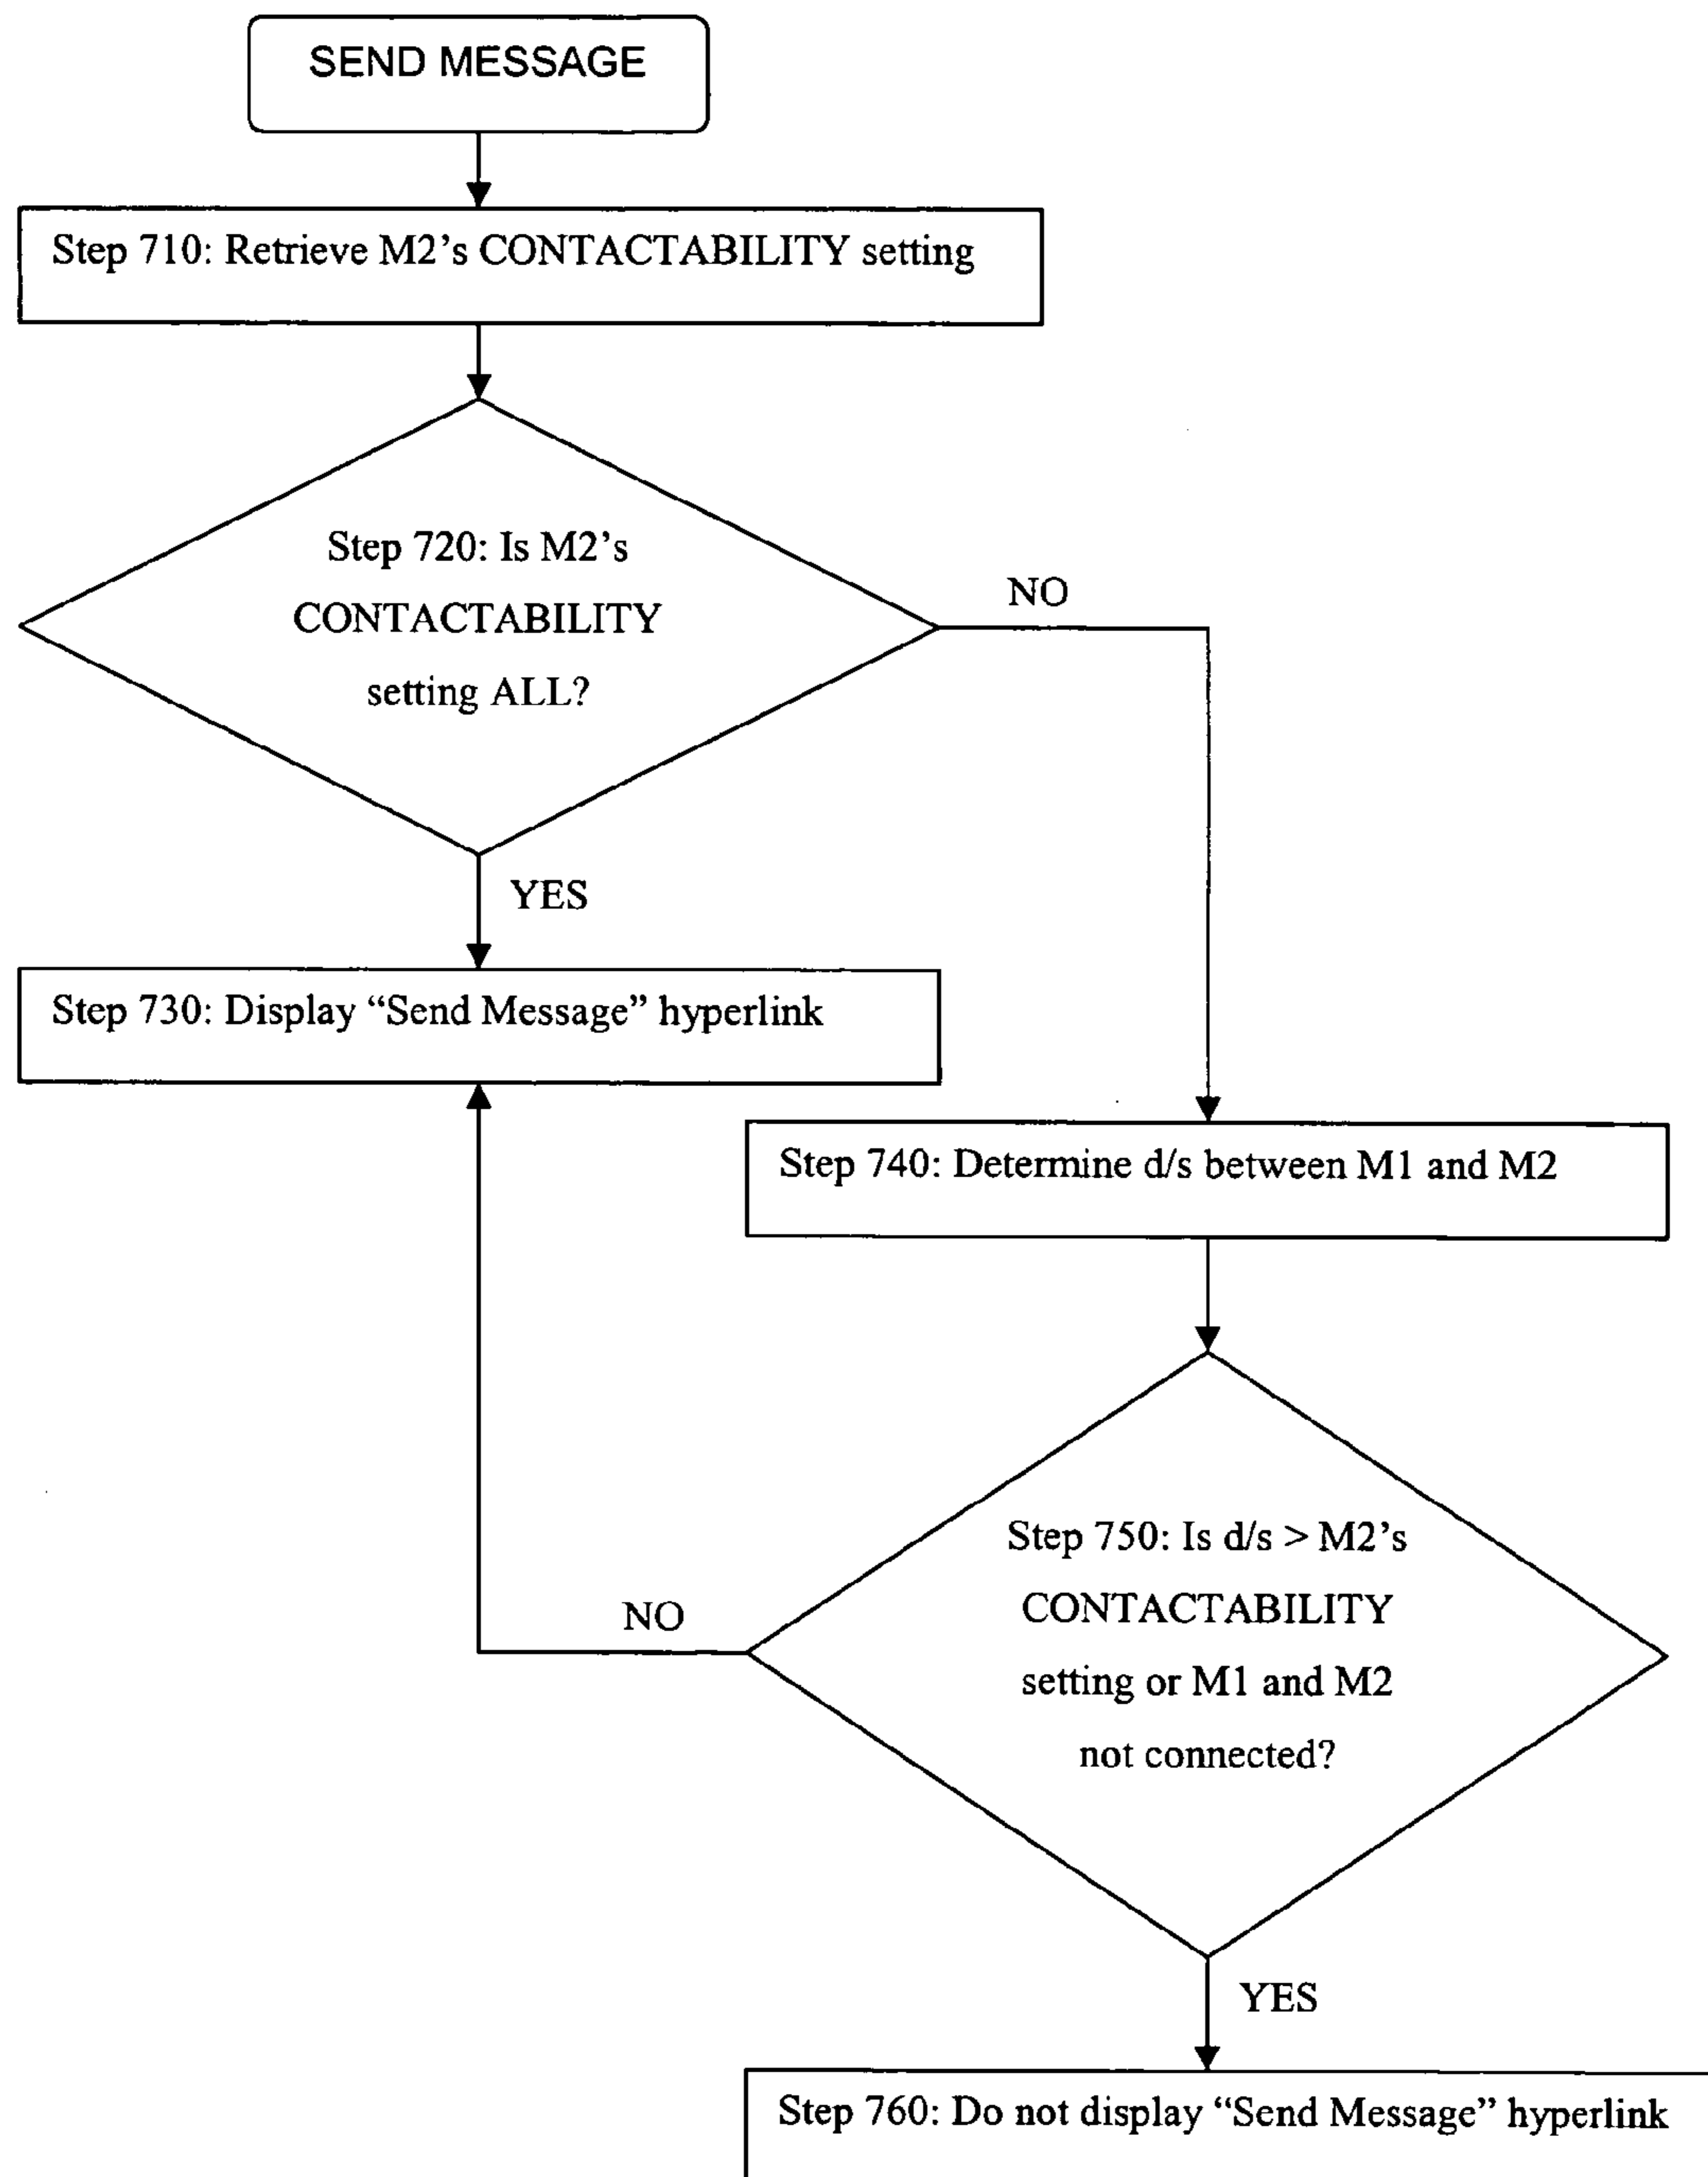 SEND MESSAGE
Step 710: Retrieve M2’s CONTACTABILITY setting
Step 720: Is M2’s
CONTACTABILITY
setting ALL?
NO
YES
Step 730: Display “Send Message” hyperlink
Step 740: Determine d/s between M1 and M2
Step 750: Is d/s > M2’s
CONTACTABILITY
setting or M1 and M2
not connected?
NO
YES
Step 760: Do not display “Send Message” hyperlink